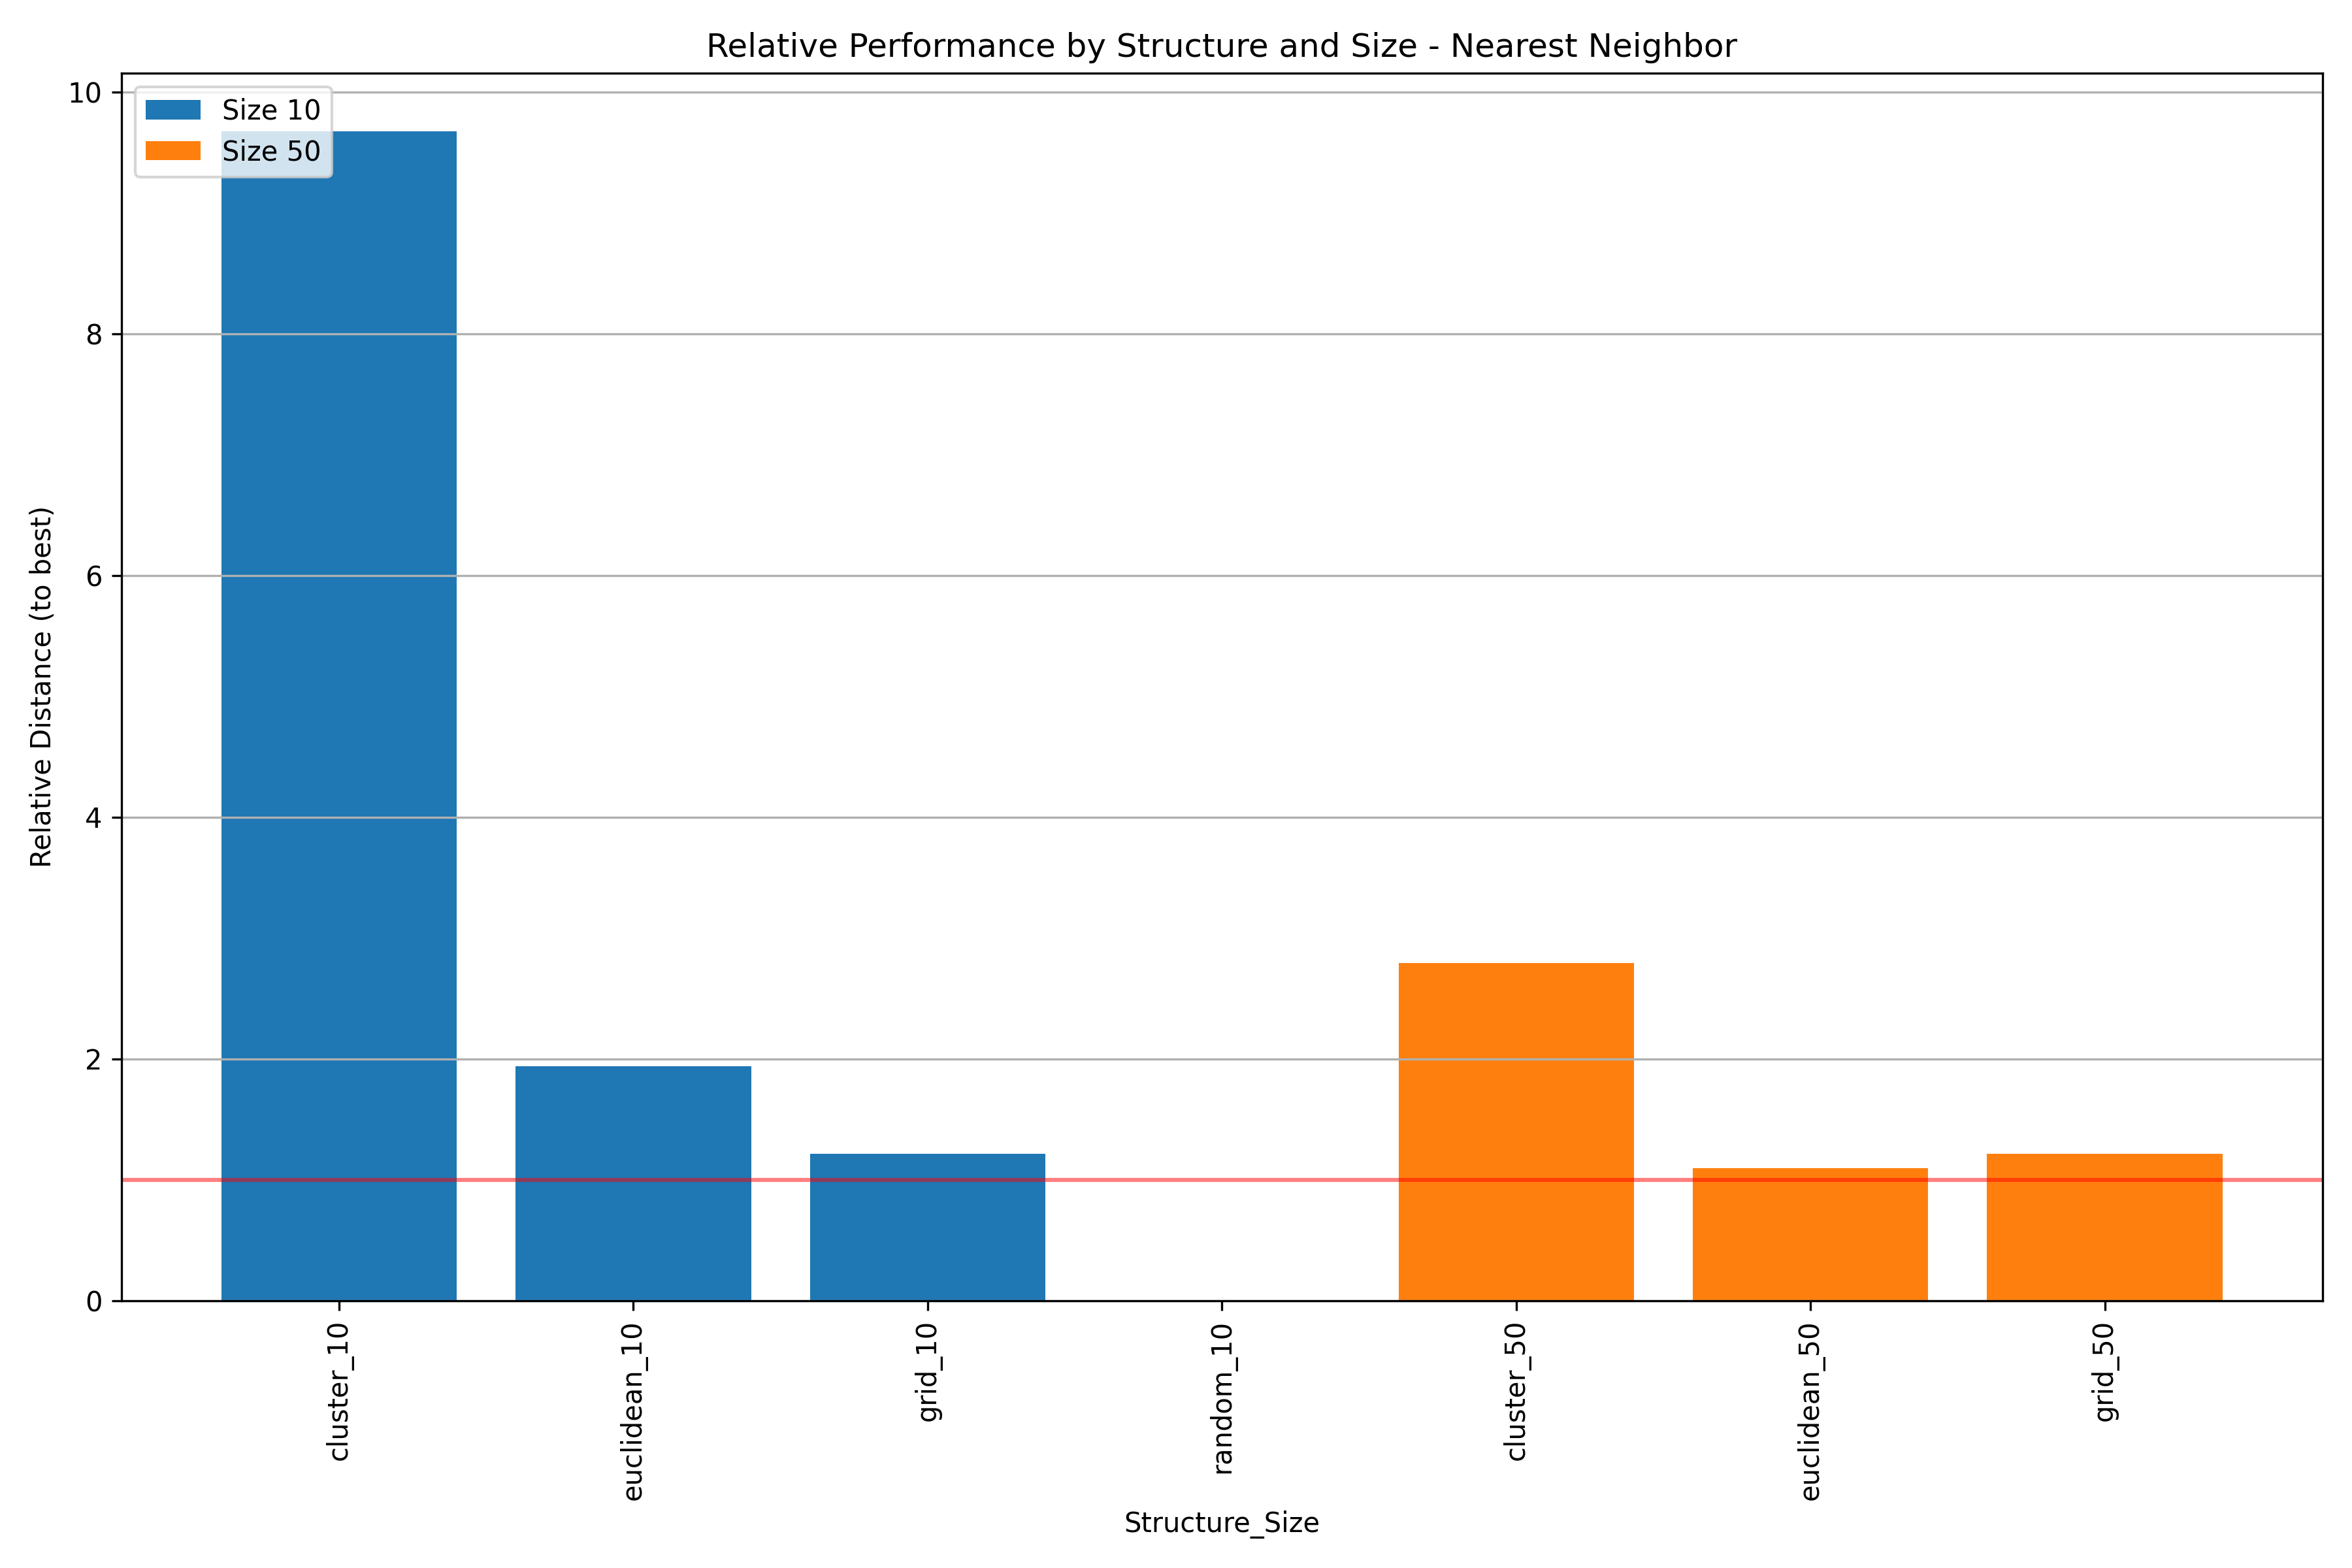 Relative Performance by Structure and Size - Nearest Neighbor
Size 10
Size 50
Relative Distance (to best)
10
8
6
4
2
0
cluster_10
euclidean_10
grid_10
random_10
cluster_50
euclidean_50
grid_50
Structure_Size